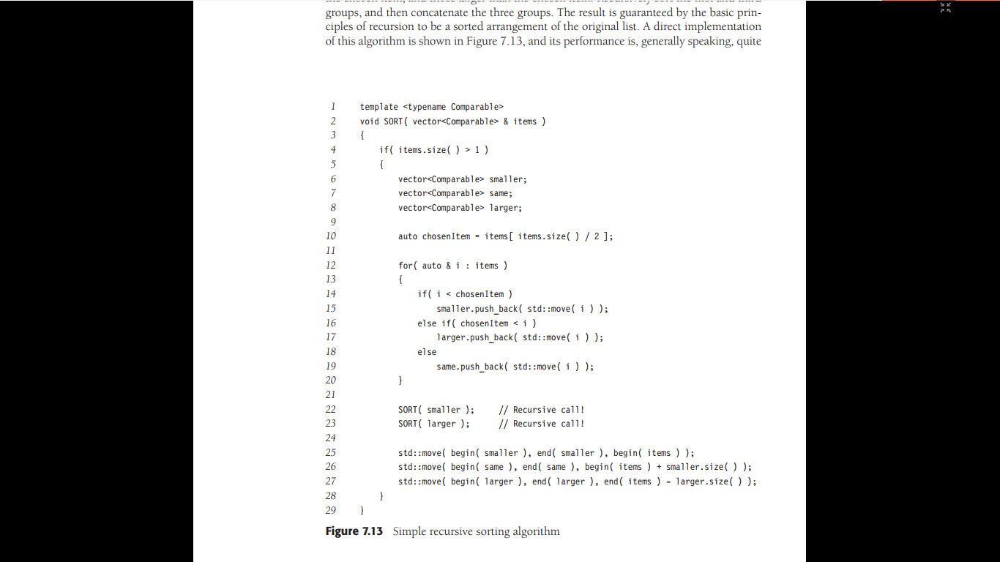 groups, and then concatenate the three groups. The result is guaranteed by the basic prin-
ciples of recursion to be a sorted arrangement of the original list. A direct implementation
of this algorithm is shown in Figure 7.13, and its performance is, generally speaking, quite
1 template <typename Comparable>
2 void SORT( vector<Comparable> & items )
3 {
4 if( items.size( ) > 1 )
5 {
6 vector<Comparable> smaller;
7 vector<Comparable> same;
8 vector<Comparable> larger;
9
10 auto chosenItem = items[ items.size( ) / 2 ];
11
12 for( auto & i : items )
13 {
14 if( i < chosenItem )
15 smaller.push_back( std::move( i ) );
16 else if( chosenItem < i )
17 larger.push_back( std::move( i ) );
18 else
19 same.push_back( std::move( i ) );
20 }
21
22 SORT( smaller ); // Recursive call!
23 SORT( larger ); // Recursive call!
24
25 std::move( begin( smaller ), end( smaller ), begin( items ) );
26 std::move( begin( same ), end( same ), begin( items ) + smaller.size( ) );
27 std::move( begin( larger ), end( larger ), end( items ) - larger.size( ) );
28 }
29 }
Figure 7.13 Simple recursive sorting algorithm